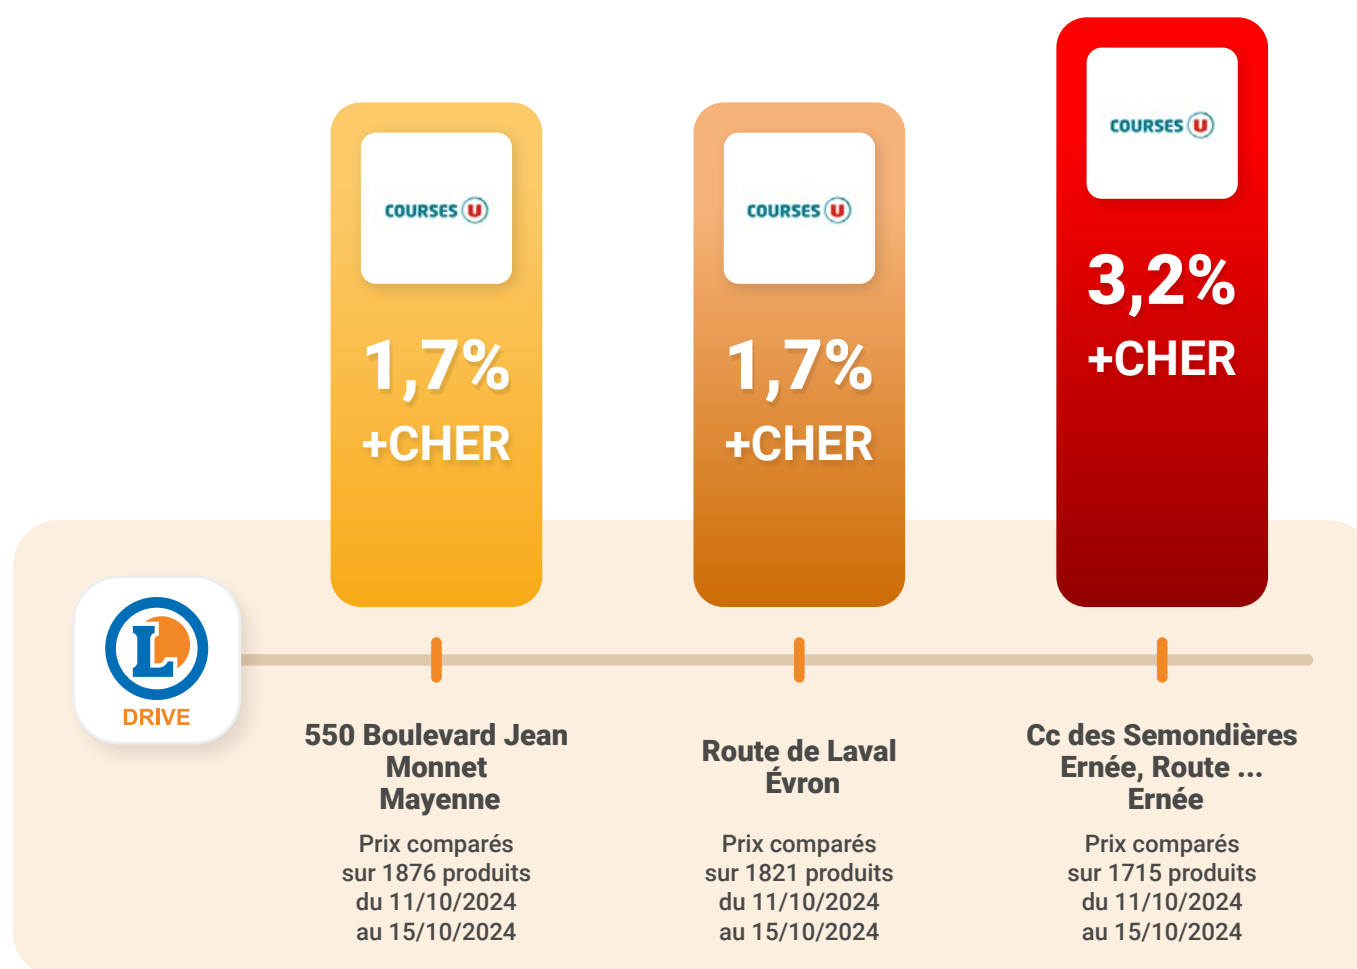 COURSES U
1,7%
+CHER
COURSES U
1,7%
+CHER
COURSES U
3,2%
+CHER
L
DRIVE
550 Boulevard Jean
Monnet
Mayenne
Prix comparés
sur 1876 produits
du 11/10/2024
au 15/10/2024
Route de Laval
Évron
Prix comparés
sur 1821 produits
du 11/10/2024
au 15/10/2024
Cc des Semondières
Ernée, Route ...
Ernée
Prix comparés
sur 1715 produits
du 11/10/2024
au 15/10/2024